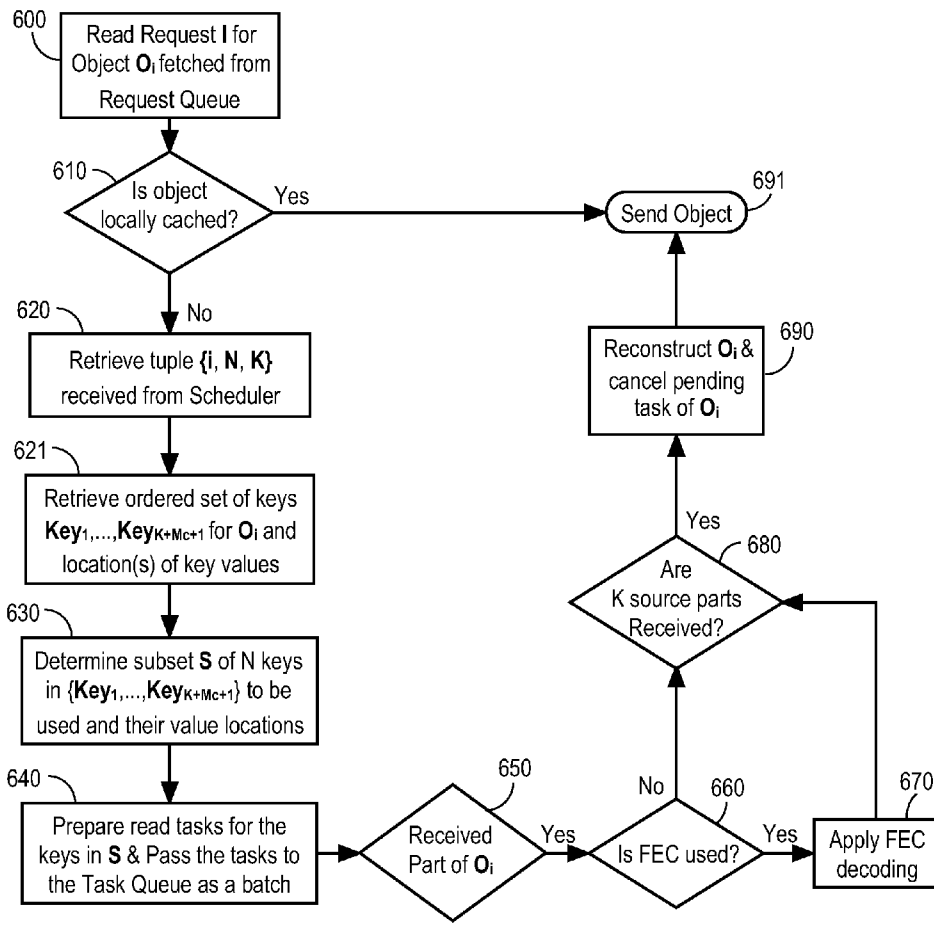 600
Read Request I for
Object Oi fetched from
Request Queue
610
Is object
locally cached?
Yes
691
Send Object
No
620
Retrieve tuple {i, N, K}
received from Scheduler
690
Reconstruct Oi &
cancel pending
task of Oi
621
Retrieve ordered set of keys
Key1,...,KeyK+Mc+1 for Oi and
location(s) of key values
Yes
680
Are
K source parts
Received?
630
Determine subset S of N keys
in {Key1,...,KeyK+Mc+1} to be
used and their value locations
640
Prepare read tasks for the
keys in S & Pass the tasks to
the Task Queue as a batch
650
Received
Part of Oi
Yes
No
660
Is FEC used?
Yes
670
Apply FEC
decoding